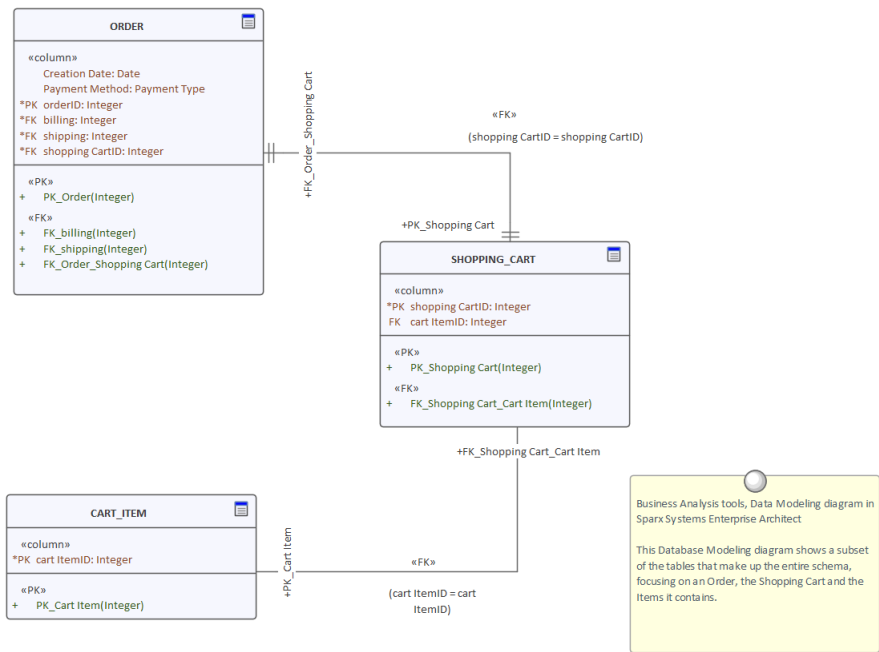 ORDER
«column»
Creation Date: Date
Payment Method: Payment Type
*PK orderID: Integer
*FK billing: Integer
*FK shipping: Integer
*FK shopping CartID: Integer
«PK»
+ PK_Order(Integer)
«FK»
+ FK_billing(Integer)
+ FK_shipping(Integer)
+ FK_Order_Shopping Cart(Integer)
+FK_Order_Shopping Cart
«FK»
(shopping CartID = shopping CartID)
+PK_Shopping Cart
SHOPPING_CART
«column»
*PK shopping CartID: Integer
FK cart ItemID: Integer
«PK»
+ PK_Shopping Cart(Integer)
«FK»
+ FK_Shopping Cart_Cart Item(Integer)
+FK_Shopping Cart_Cart Item
CART_ITEM
«column»
*PK cart ItemID: Integer
«PK»
+ PK_Cart Item(Integer)
+PK_Cart Item
«FK»
(cart ItemID = cart
ItemID)
Business Analysis tools, Data Modeling diagram in
Sparx Systems Enterprise Architect
This Database Modeling diagram shows a subset
of the tables that make up the entire schema,
focusing on an Order, the Shopping Cart and the
Items it contains.